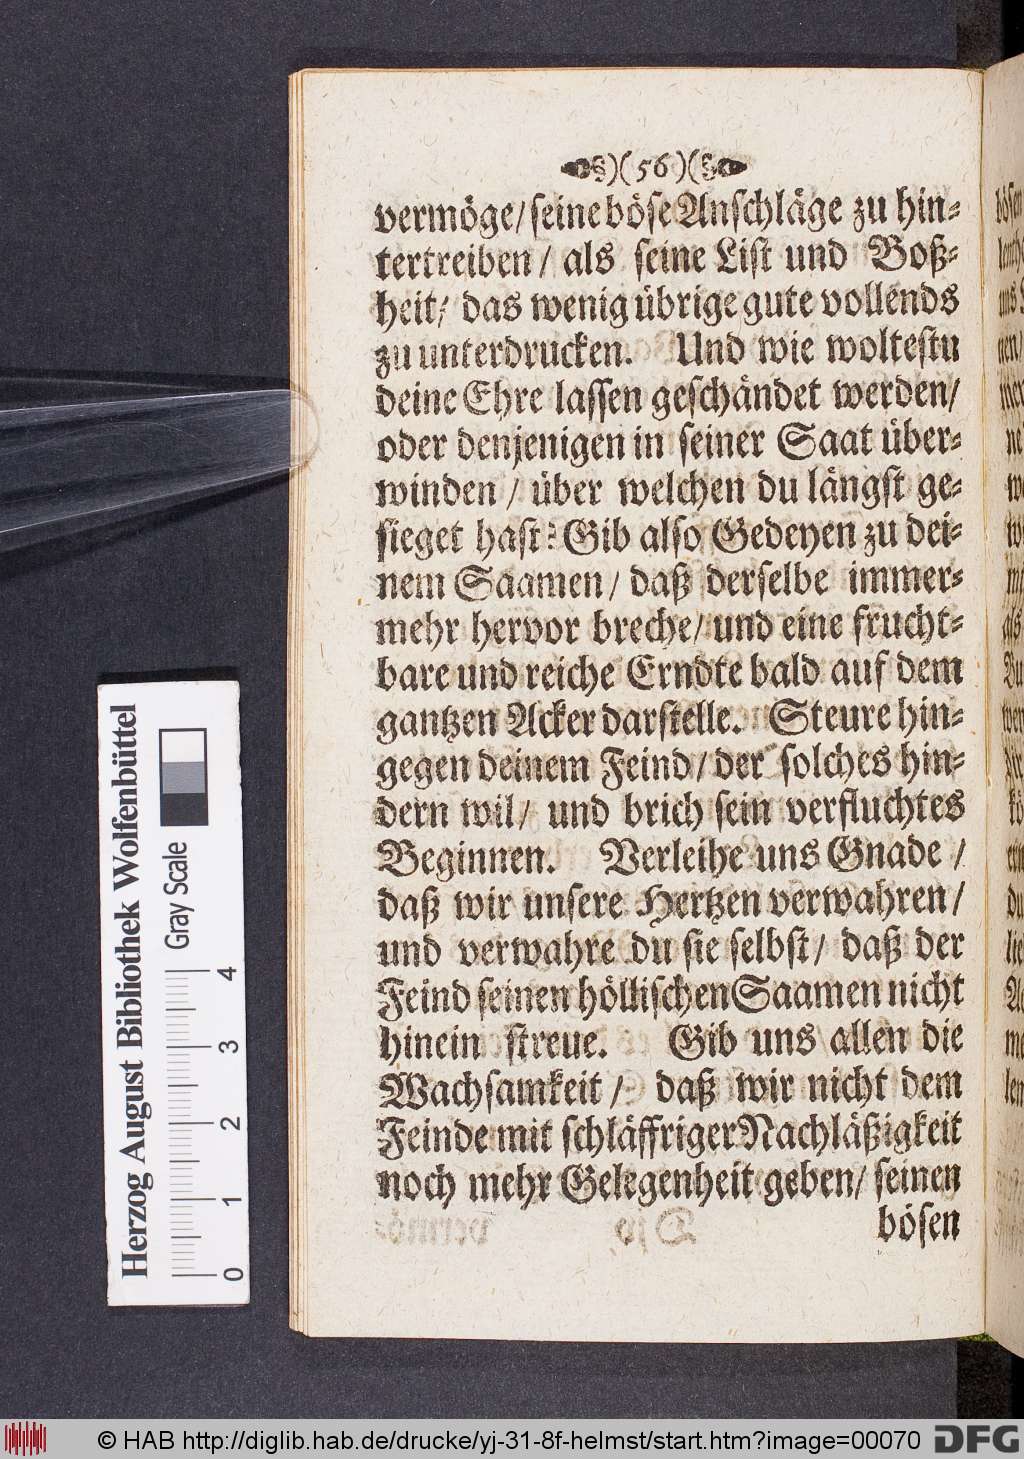 §)(56)(§
vermöge/ seine böse Anschläge zu hin-
tertreiben/ als seine List und Boß-
heit/ das wenig übrige gute vollends
zu unterdrucken. Und wie woltestu
deine Ehre lassen geschändet werden/
oder denjenigen in seiner Saat über-
winden / über welchen du längst ge-
sieget hast? Gib also Gedeyen zu dei-
nem Saamen/ daß derselbe immer-
mehr hervor breche/ und eine frucht-
bare und reiche Erndte bald auf dem
gantzen Acker darstelle. Steure hin-
gegen deinem Feind/ der solches hin-
dern wil/ und brich sein verfluchtes
Beginnen. Verleihe uns Gnade /
daß wir unsere Hertzen verwahren/
und verwahre du sie selbst/ daß der
Feind seinen höllischen Saamen nicht
hinein streue. Gib uns allen die
Wachsamkeit/ daß wir nicht dem
Feinde mit schläffriger Nachläßigkeit
noch mehr Gelegenheit geben/ seinen
bösen
Herzog August Bibliothek Wolfenbüttel
Gray Scale
0 1 2 3 4
© HAB http://diglib.hab.de/drucke/yj-31-8f-helmst/start.htm?image=00070
DFG